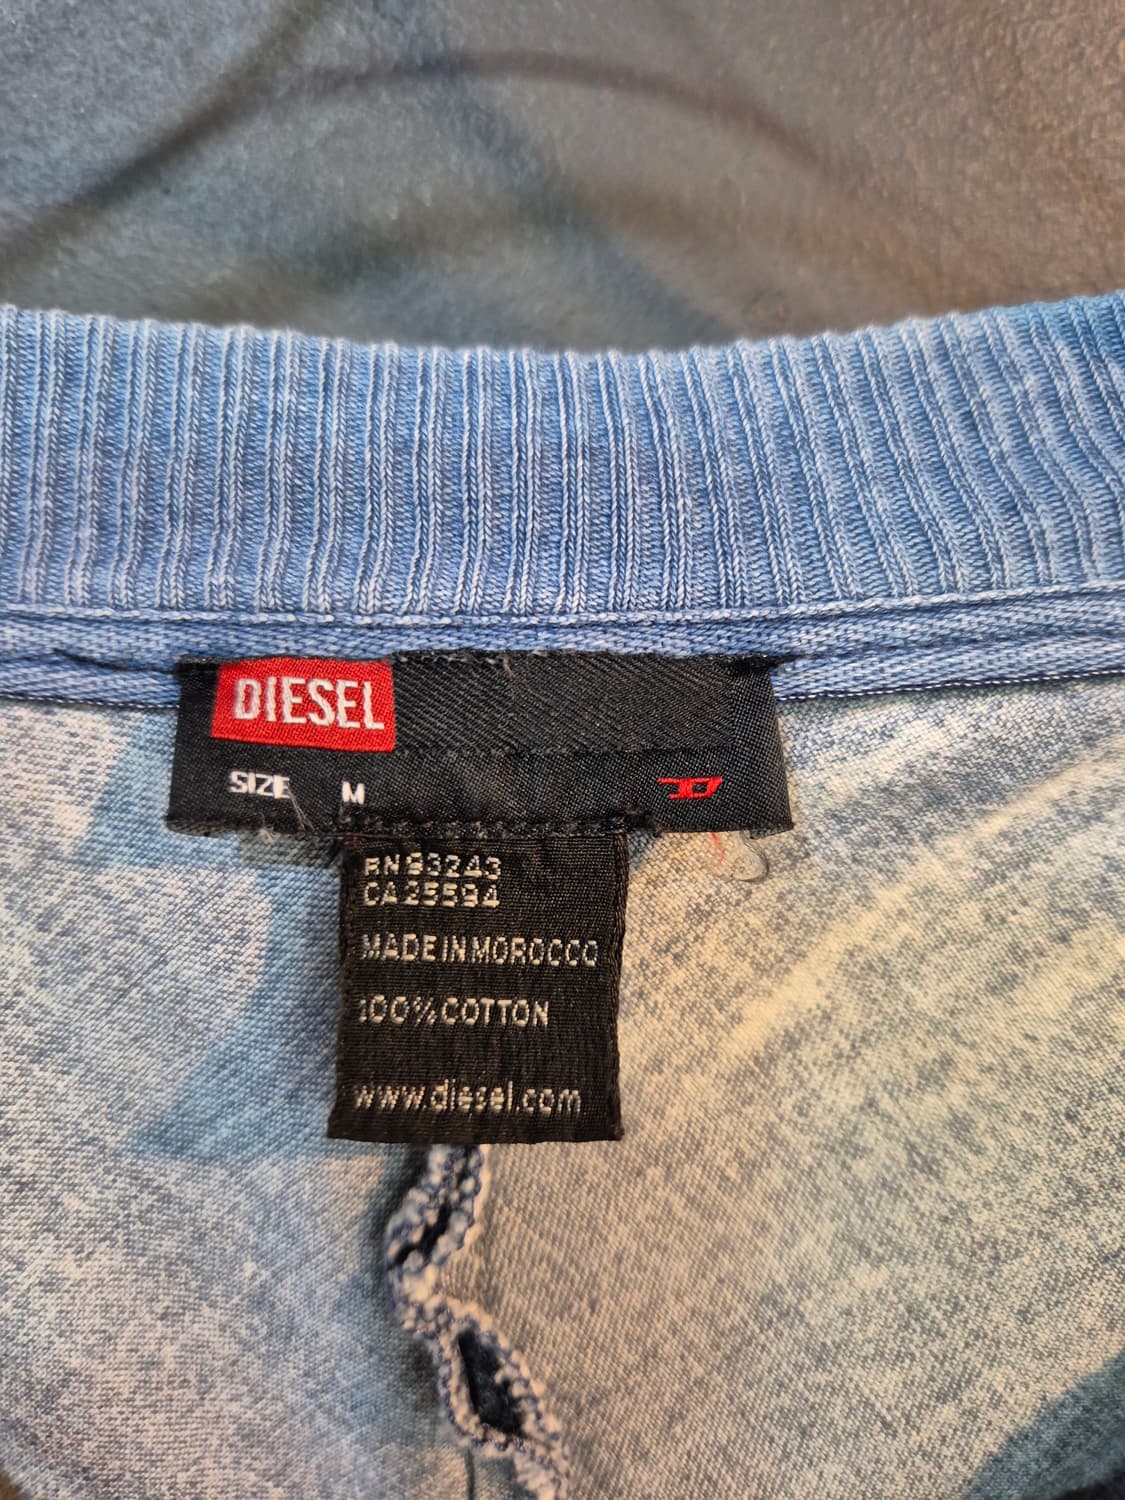 DIESEL
SIZE M
RN93243
CA25594
MADE IN MOROCCO
100% COTTON
www.diesel.com